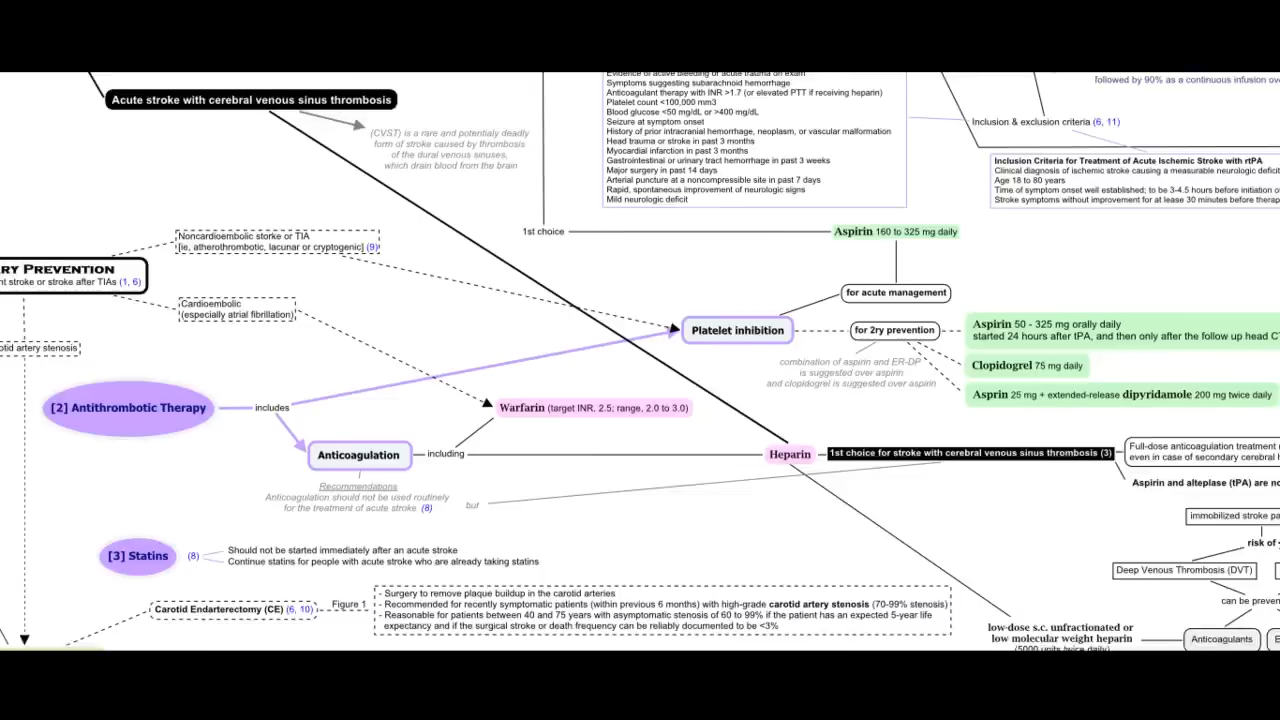 Evidence of active bleeding or acute trauma on exam
Symptoms suggesting subarachnoid hemorrhage
Anticoagulant therapy with INR >1.7 (or elevated PTT if receiving heparin)
Platelet count <100,000 mm3
Blood glucose <50 mg/dL or >400 mg/dL
Seizure at symptom onset
History of prior intracranial hemorrhage, neoplasm, or vascular malformation
Head trauma or stroke in past 3 months
Myocardial infarction in past 3 months
Gastrointestinal or urinary tract hemorrhage in past 3 weeks
Major surgery in past 14 days
Arterial puncture at a noncompressible site in past 7 days
Rapid, spontaneous improvement of neurologic signs
Mild neurologic deficit
followed by 90% as a continuous infusion ov
Inclusion & exclusion criteria (6, 11)
Inclusion Criteria for Treatment of Acute Ischemic Stroke with rtPA
Clinical diagnosis of ischemic stroke causing a measurable neurologic deficit
Age 18 to 80 years
Time of symptom onset well established; to be 3-4.5 hours before initiation o
Stroke symptoms without improvement for at lease 30 minutes before therap
Acute stroke with cerebral venous sinus thrombosis
(CVST) is a rare and potentialy deadly
form of stroke caused by thrombosis
of the dural venous sinuses,
which drain blood from the brain
1st choice
Aspirin 160 to 325 mg daily
Noncardioembolic storke or TIA
[ie, atherothrombotic, lacunar or cryptogenic] (9)
RY PREVENTION
nt stroke or stroke after TIAs (1, 6)
Cardioembolic
(especially atrial fibrillation)
otid artery stenosis
for acute management
Platelet inhibition
for 2ry prevention
Aspirin 50 - 325 mg orally daily
started 24 hours after tPA, and then only after the follow up head C
combination of aspirin and ER-DP
is suggested over aspirin
and clopidogrel is suggested over aspirin
Clopidogrel 75 mg daily
Asprin 25 mg + extended-release dipyridamole 200 mg twice daily
[2] Antithrombotic Therapy
includes
Warfarin (target INR, 2.5; range, 2.0 to 3.0)
Anticoagulation
including
Heparin
1st choice for stroke with cerebral venous sinus thrombosis (3)
Full-dose anticoagulation treatment
even in case of secondary cerebral h
Aspirin and alteplase (tPA) are no
Recommendations
Anticoagulation should not be used routinely
for the treatment of acute stroke (8)
but
immobilized stroke pa
risk of
Deep Venous Thrombosis (DVT)
can be preven
[3] Statins
(8)
Should not be started immediately after an acute stroke
Continue statins for people with acute stroke who are already taking statins
Carotid Endarterectomy (CE) (6, 10)
Figure 1
- Surgery to remove plaque buildup in the carotid arteries
- Recommended for recently symptomatic patients (within previous 6 months) with high-grade carotid artery stenosis (70-99% stenosis)
- Reasonable for patients between 40 and 75 years with asymptomatic stenosis of 60 to 99% if the patient has an expected 5-year life
expectancy and if the surgical stroke or death frequency can be reliably documented to be <3%
low-dose s.c. unfractionated or
low molecular weight heparin
(5000 units twice daily)
Anticoagulants
E